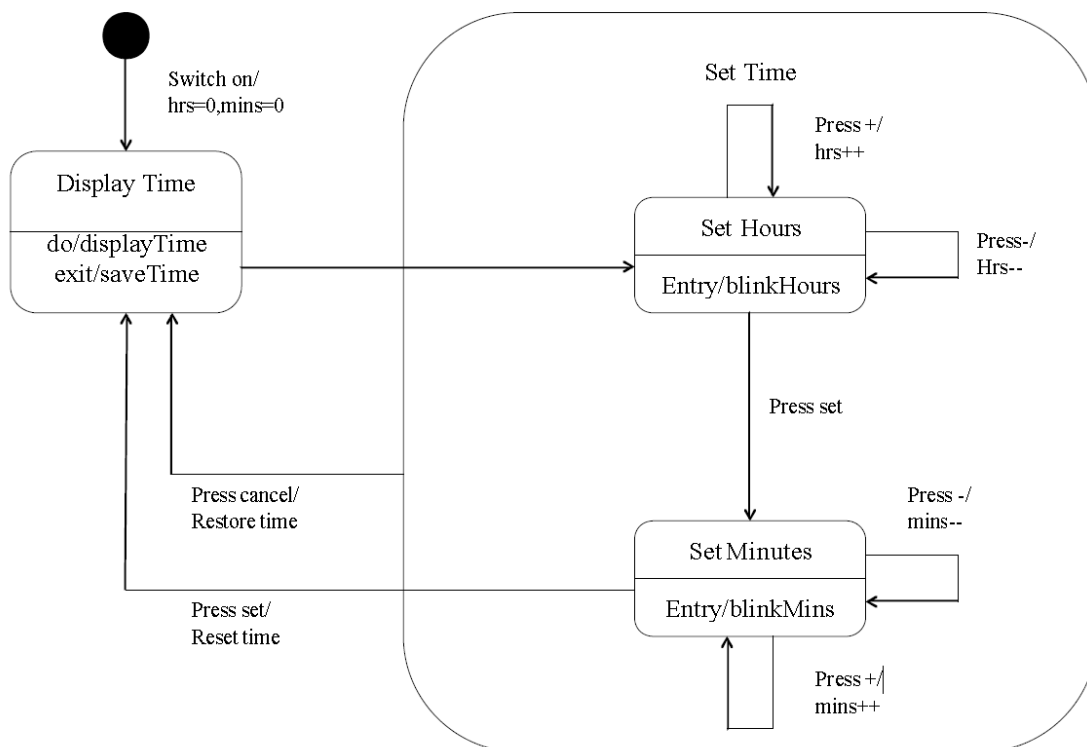 Switch on/
hrs=0,mins=0
Display Time
do/displayTime
exit/saveTime
Set Time
Press +/
hrs++
Set Hours
Entry/blinkHours
Press-/
Hrs--
Press set
Press cancel/
Restore time
Press -/
mins--
Set Minutes
Entry/blinkMins
Press set/
Reset time
Press +/
mins++